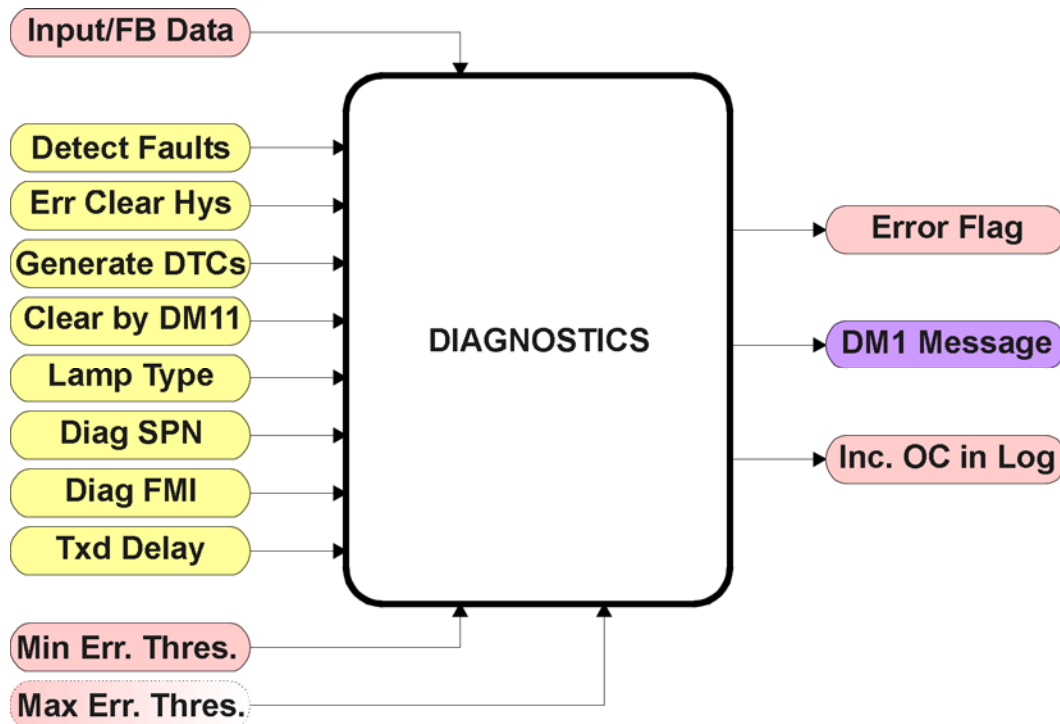 Input/FB Data
Detect Faults
Err Clear Hys
Generate DTCs
Clear by DM11
Lamp Type
Diag SPN
Diag FMI
Txd Delay
Min Err. Thres.
Max Err. Thres.
DIAGNOSTICS
Error Flag
DM1 Message
Inc. OC in Log